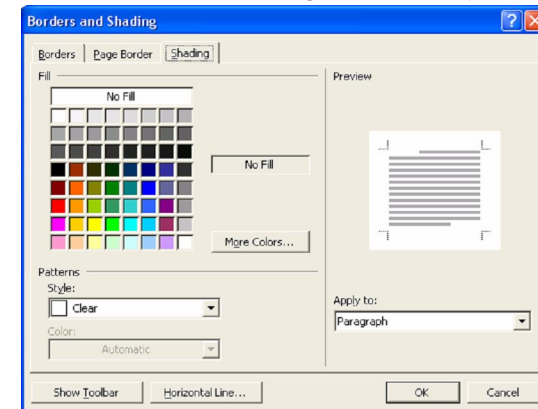 Borders and Shading
Borders
Page Border
Shading
Fill
Preview
No Fill
No Fill
More Colors...
Patterns
Style:
Clear
Apply to:
Paragraph
Color:
Automatic
Show Toolbar
Horizontal Line...
OK
Cancel